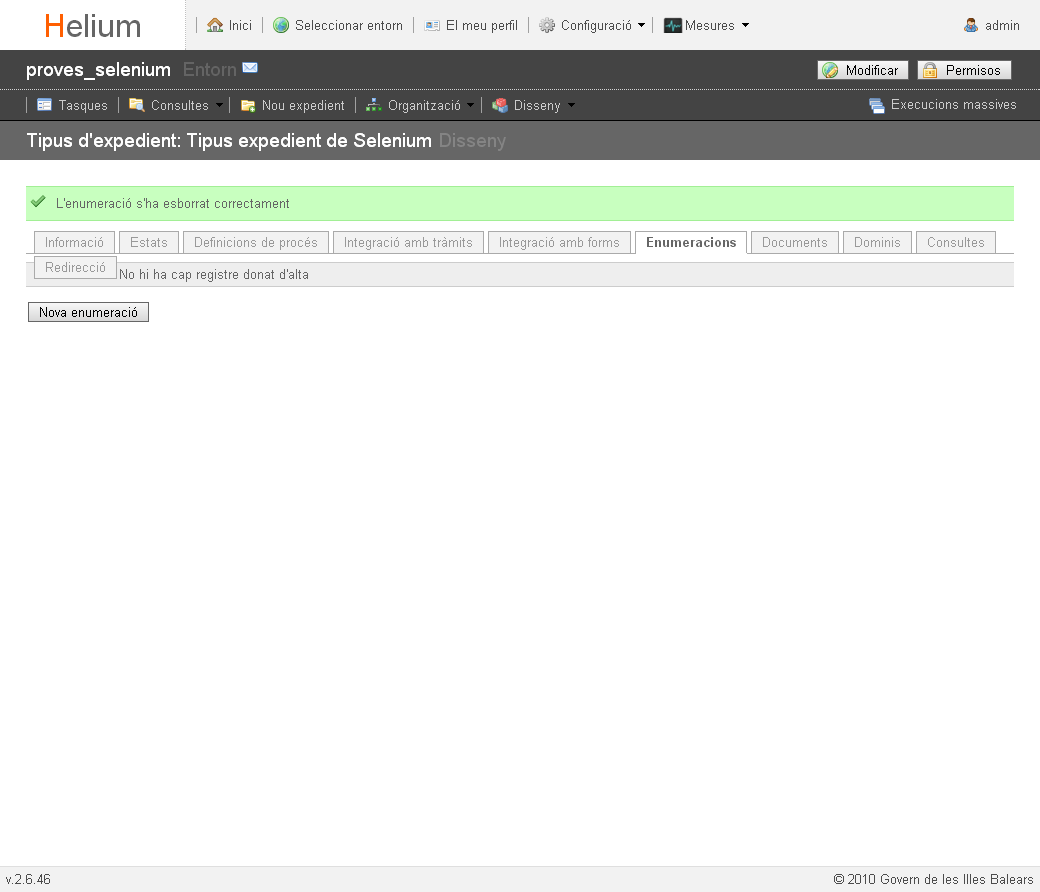 Helium Inici Seleccionar entorn El meu perfil Configuració Mesures admin
proves_selenium Entorn Modificar Permisos
Tasques Consultes Nou expedient Organització Disseny Execucions massives
Tipus d'expedient: Tipus expedient de Selenium Disseny
L'enumeració s'ha esborrat correctament
Informació Estats Definicions de procés Integració amb tràmits Integració amb forms Enumeracions Documents Dominis Consultes
Redirecció No hi ha cap registre donat d'alta
Nova enumeració
v.2.6.46 © 2010 Govern de les Illes Balears